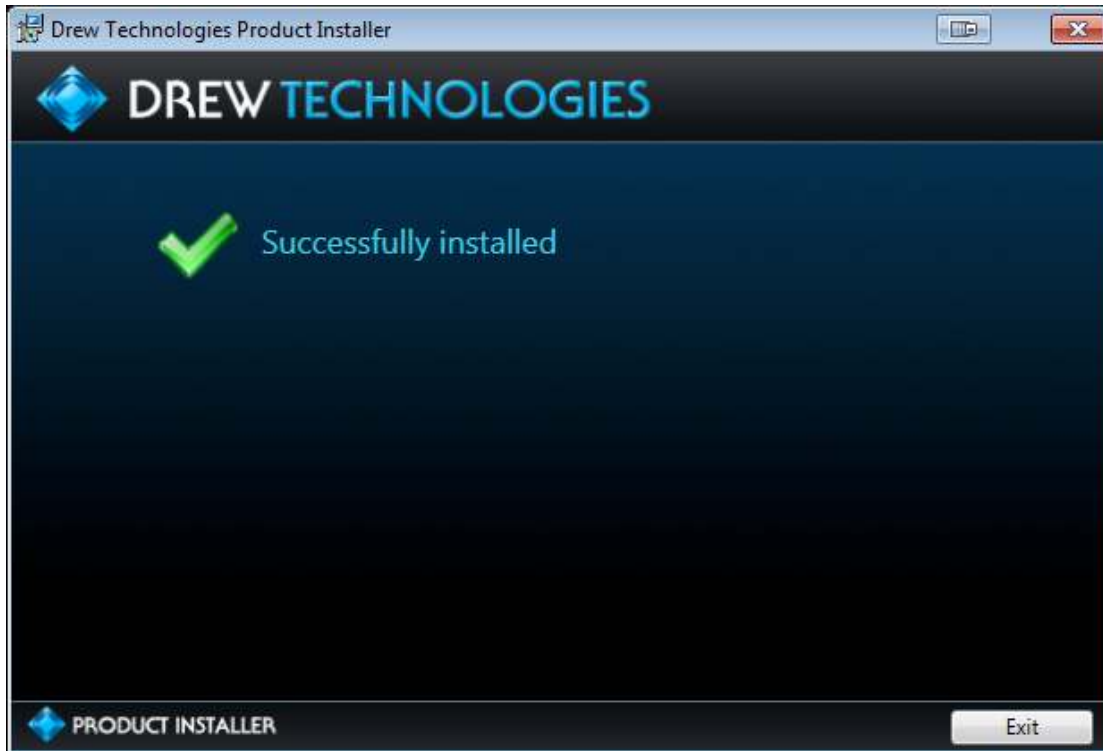 Drew Technologies Product Installer
DREW TECHNOLOGIES
Successfully installed
PRODUCT INSTALLER
Exit